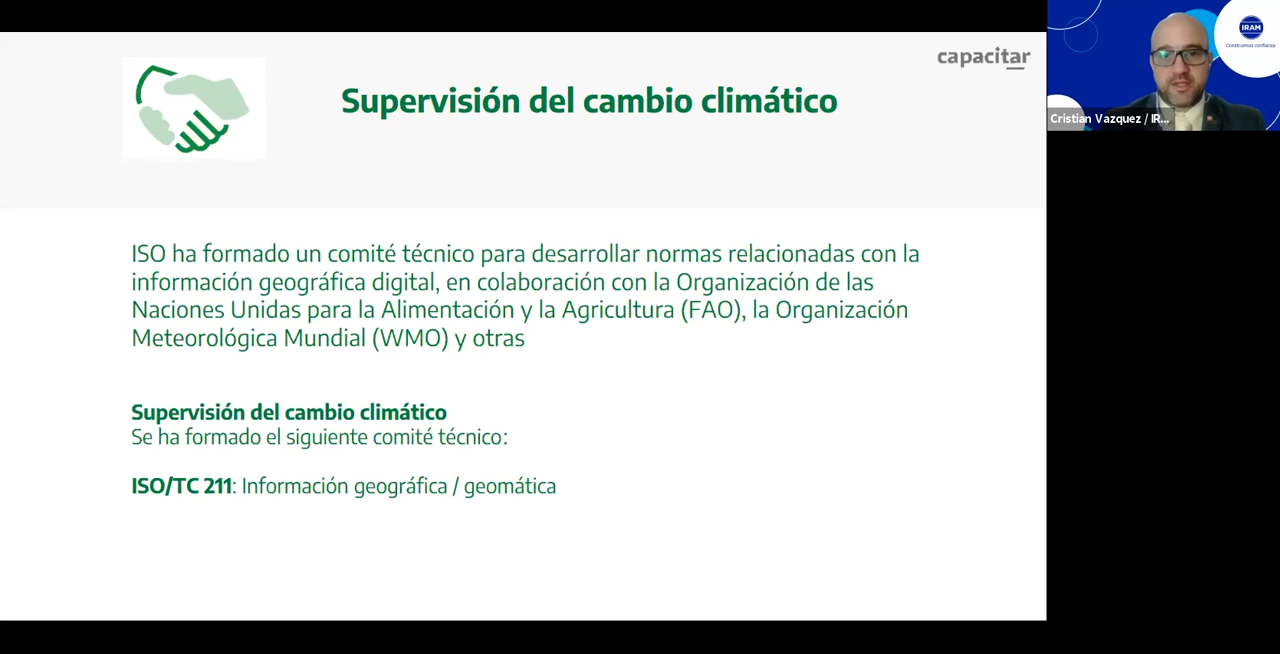 capacitar
Supervisión del cambio climático
ISO ha formado un comité técnico para desarrollar normas relacionadas con la
información geográfica digital, en colaboración con la Organización de las
Naciones Unidas para la Alimentación y la Agricultura (FAO), la Organización
Meteorológica Mundial (WMO) y otras
Supervisión del cambio climático
Se ha formado el siguiente comité técnico:
ISO/TC 211: Información geográfica / geomática
IRAM
Construimos confianza
Cristian Vazquez / IR...